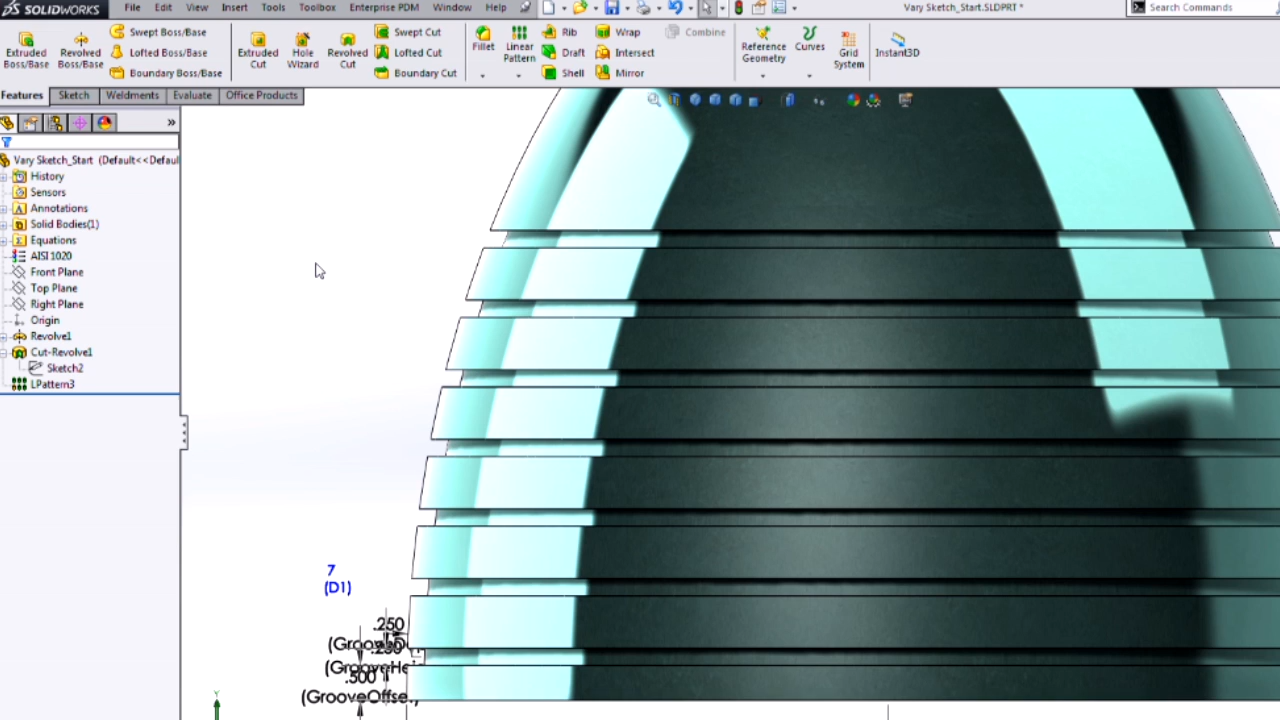 SOLIDWORKS File Edit View Insert Tools Toolbox Enterprise PDM Window Help Vary Sketch_Start.SLDPRT * Search Commands
Extruded Boss/Base
Revolved Boss/Base
Swept Boss/Base
Lofted Boss/Base
Boundary Boss/Base
Extruded Cut
Hole Wizard
Revolved Cut
Swept Cut
Lofted Cut
Boundary Cut
Fillet
Linear Pattern
Rib
Draft
Shell
Wrap
Intersect
Mirror
Combine
Reference Geometry
Curves
Grid System
Instant3D
Features Sketch Weldments Evaluate Office Products
Vary Sketch_Start (Default<<Defaul
History
Sensors
Annotations
Solid Bodies(1)
Equations
AISI 1020
Front Plane
Top Plane
Right Plane
Origin
Revolve1
Cut-Revolve1
Sketch2
LPattern3
7
(D1)
.250
.500
(GrooveOffset)
Y